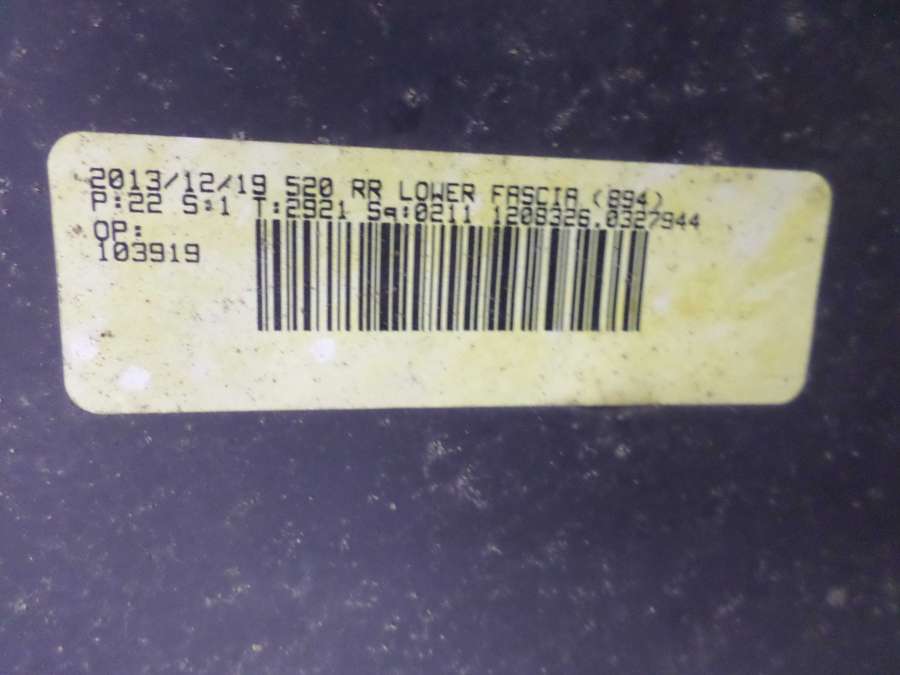 2013/12/19 520 RR LOWER FASCIA (894)
P:22 S:1 T:2921 Sq:0211 1208326.0327944
OP:
103919